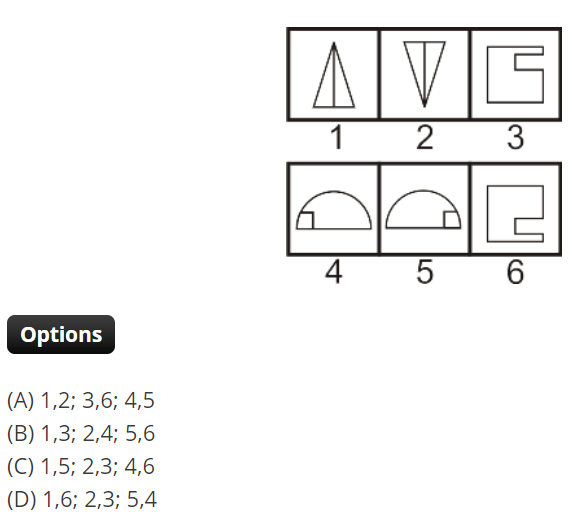 1 2 3
4 5 6
Options
(A) 1,2; 3,6; 4,5
(B) 1,3; 2,4; 5,6
(C) 1,5; 2,3; 4,6
(D) 1,6; 2,3; 5,4